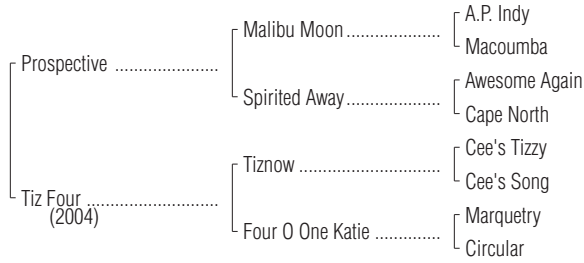 A.P. Indy
Malibu Moon ....................
Macoumba
Prospective ......................
Awesome Again
Spirited Away....................
Cape North
Cee's Tizzy
Tiznow ...............................
Cee's Song
Tiz Four ............................
(2004)
Marquetry
Four O One Katie .............
Circular